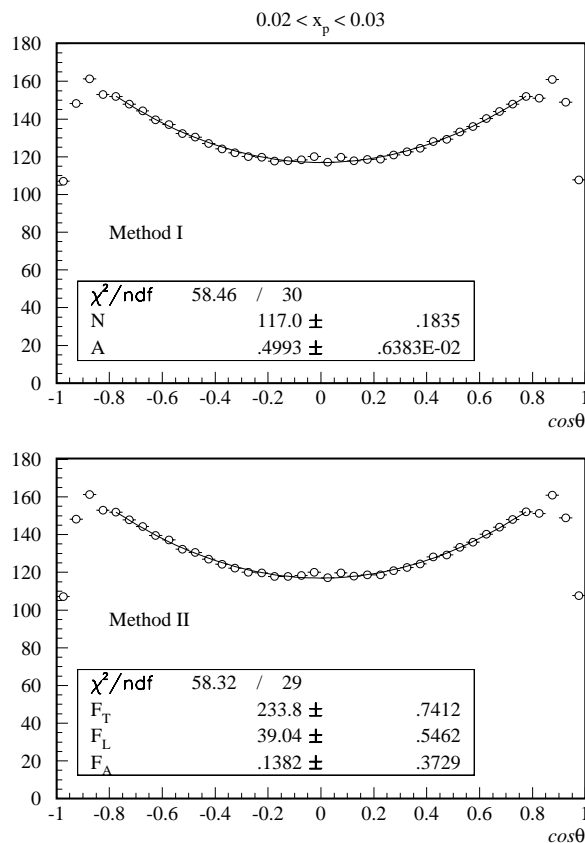 0.02 < x_p < 0.03
180
160
140
120
100
80
60
40
20
0
Method I
χ²/ndf 58.46 / 30
N 117.0 ± .1835
A .4993 ± .6383E-02
-1 -0.8 -0.6 -0.4 -0.2 0 0.2 0.4 0.6 0.8 1
cosθ
180
160
140
120
100
80
60
40
20
0
Method II
χ²/ndf 58.32 / 29
F_T 233.8 ± .7412
F_L 39.04 ± .5462
F_A .1382 ± .3729
-1 -0.8 -0.6 -0.4 -0.2 0 0.2 0.4 0.6 0.8 1
cosθ